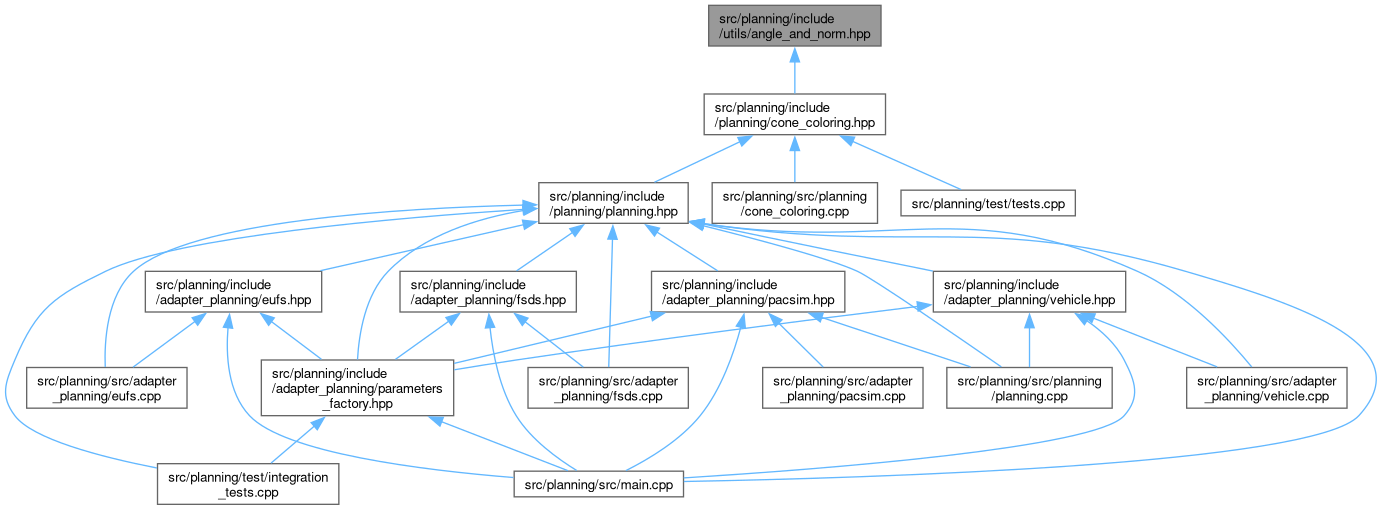 src/planning/include
/utils/angle_and_norm.hpp
src/planning/include
/planning/cone_coloring.hpp
src/planning/include
/planning/planning.hpp
src/planning/src/planning
/cone_coloring.cpp
src/planning/test/tests.cpp
src/planning/include
/adapter_planning/eufs.hpp
src/planning/include
/adapter_planning/fsds.hpp
src/planning/include
/adapter_planning/pacsim.hpp
src/planning/include
/adapter_planning/vehicle.hpp
src/planning/src/adapter
_planning/eufs.cpp
src/planning/include
/adapter_planning/parameters
_factory.hpp
src/planning/src/adapter
_planning/fsds.cpp
src/planning/src/adapter
_planning/pacsim.cpp
src/planning/src/planning
/planning.cpp
src/planning/src/adapter
_planning/vehicle.cpp
src/planning/test/integration
_tests.cpp
src/planning/src/main.cpp